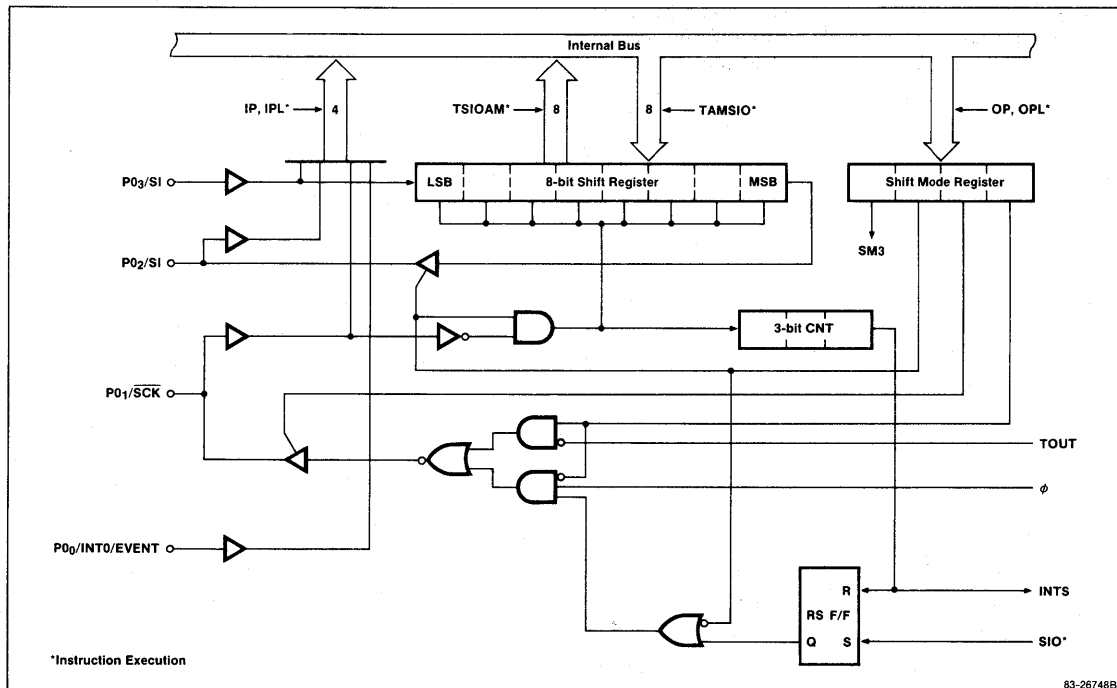 Internal Bus
IP, IPL*
4
TSIOAM*
8
8
TAMSIO*
OP, OPL*
P0₃/SI
LSB
8-bit Shift Register
MSB
Shift Mode Register
SM3
P0₂/SI
3-bit CNT
P0₁/S̅C̅K̅
TOUT
ϕ
P0₀/INT0/EVENT
R
INTS
RS F/F
Q
S
SIO*
*Instruction Execution
83-26748B